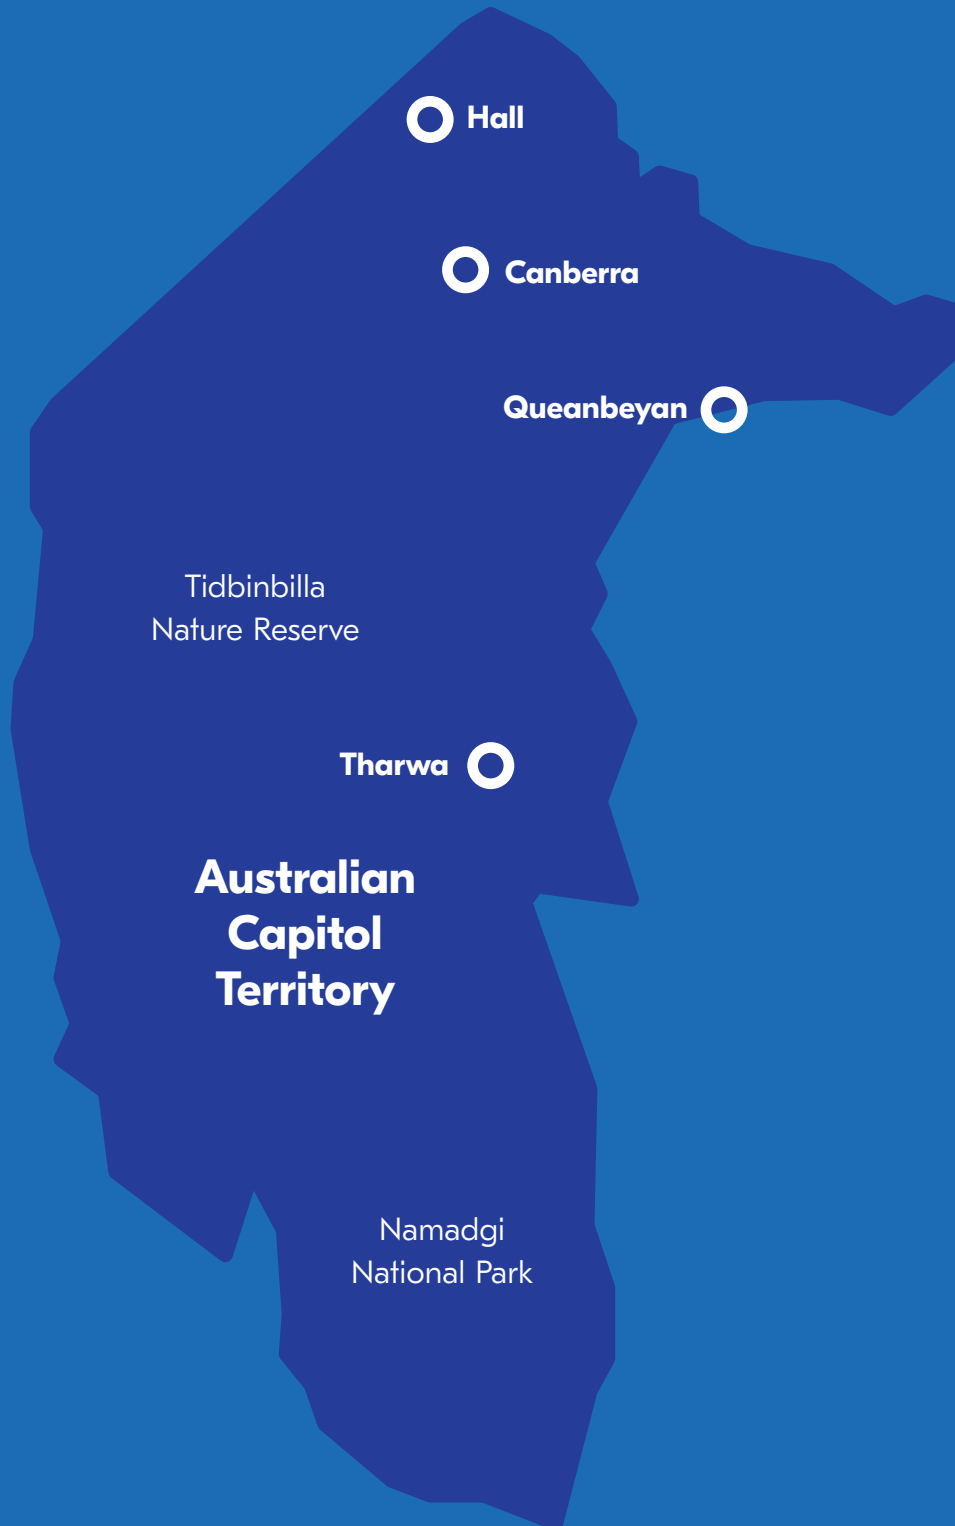 Hall
Canberra
Queanbeyan
Tidbinbilla
Nature Reserve
Tharwa
Australian
Capitol
Territory
Namadgi
National Park